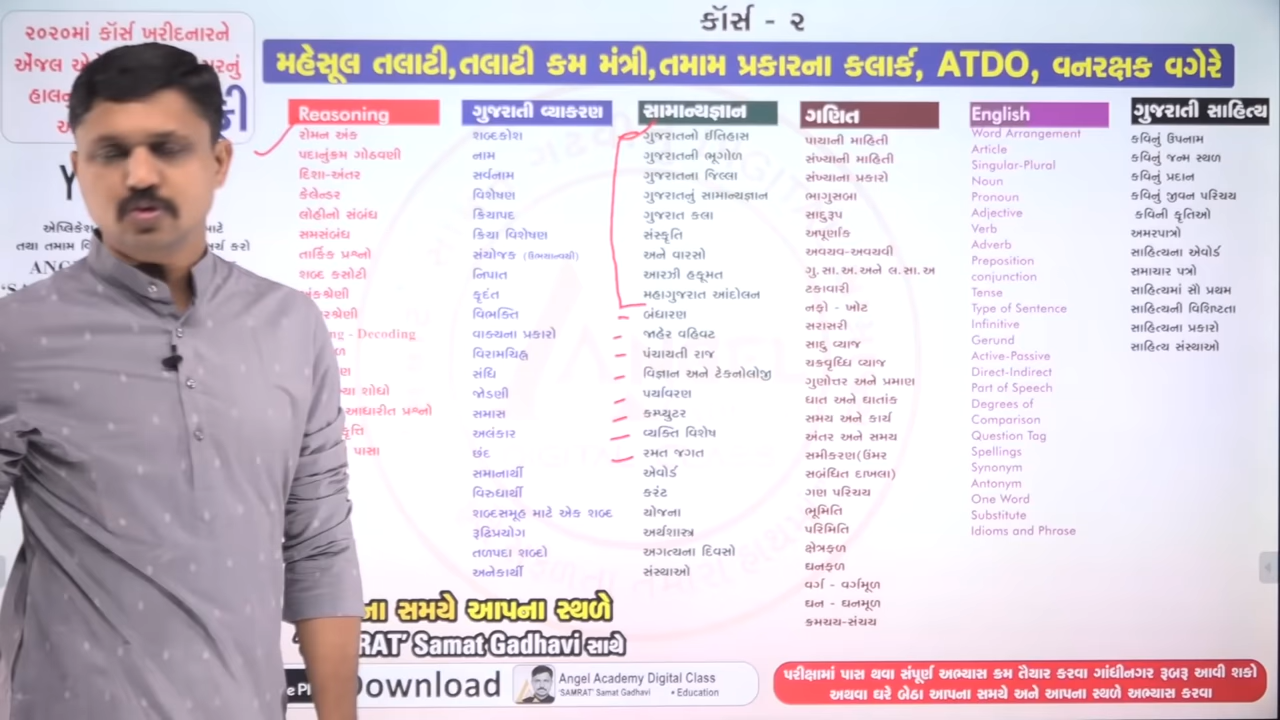 કૉર્સ - ૨
૨૦૨૦માં કૉર્સ ખરીદનારને
મહેસૂલ તલાટી,તલાટી કમ મંત્રી,તમામ પ્રકારના કલાર્ક, ATDO, વનરક્ષક વગેરે
Reasoning
રોમન અંક
પદાનુંક્રમ ગોઠવણી
દિશા-અંતર
કેલેન્ડર
લોહીનો સંબંધ
સમસંબંધ
તાર્કિક પ્રશ્નો
શબ્દ કસોટી
- Decoding
શોધો
આધારીત પ્રશ્નો
પાસા
ગુજરાતી વ્યાકરણ
શબ્દકોશ
નામ
સર્વનામ
વિશેષણ
ક્રિયાપદ
ક્રિયા વિશેષણ
સંયોજક (ઉભયાન્વયી)
નિપાત
કૃદંત
વિભક્તિ
વાક્યના પ્રકારો
વિરામચિહ્ન
સંધિ
જોડણી
સમાસ
અલંકાર
છંદ
સમાનાર્થી
વિરુધાર્થી
શબ્દસમૂહ માટે એક શબ્દ
રૂઢિપ્રયોગ
તળપદા શબ્દો
અનેકાર્થી
સામાન્યજ્ઞાન
ગુજરાતનો ઈતિહાસ
ગુજરાતની ભૂગોળ
ગુજરાતના જિલ્લા
ગુજરાતનું સામાન્યજ્ઞાન
ગુજરાત કલા
સંસ્કૃતિ
અને વારસો
આરઝી હકૂમત
મહાગુજરાત આંદોલન
બંધારણ
જાહેર વહિવટ
પંચાયતી રાજ
વિજ્ઞાન અને ટેકનોલોજી
પર્યાવરણ
કમ્પ્યુટર
વ્યક્તિ વિશેષ
રમત જગત
એવોર્ડ
કરંટ
યોજના
અર્થશાસ્ત્ર
અગત્યના દિવસો
સંસ્થાઓ
ગણિત
પાયાની માહિતી
સંખ્યાની માહિતી
સંખ્યાના પ્રકારો
ભાગુસબા
સાદુરૂપ
અપૂર્ણાંક
અવયવ-અવયવી
ગુ.સા.અ.અને લ.સા.અ
ટકાવારી
નફો - ખોટ
સરાસરી
સાદુ વ્યાજ
ચક્રવૃધ્ધિ વ્યાજ
ગુણોત્તર અને પ્રમાણ
ઘાત અને ઘાતાંક
સમય અને કાર્ય
અંતર અને સમય
સમીકરણ(ઉંમર
સબંધિત દાખલા)
ગણ પરિચય
ભૂમિતિ
પરિમિતિ
ક્ષેત્રફળ
ઘનફળ
વર્ગ - વર્ગમૂળ
ઘન - ઘનમૂળ
ક્રમચય-સંચય
English
Word Arrangement
Article
Singular-Plural
Noun
Pronoun
Adjective
Verb
Adverb
Preposition
conjunction
Tense
Type of Sentence
Infinitive
Gerund
Active-Passive
Direct-Indirect
Part of Speech
Degrees of
Comparison
Question Tag
Spellings
Synonym
Antonym
One Word
Substitute
Idioms and Phrase
ગુજરાતી સાહિત્ય
કવિનું ઉપનામ
કવિનું જન્મ સ્થળ
કવિનું પ્રદાન
કવિનું જીવન પરિચય
કવિની કૃતિઓ
અમરપાત્રો
સાહિત્યના એવોર્ડ
સમાચાર પત્રો
સાહિત્યમાં સૌ પ્રથમ
સાહિત્યની વિશિષ્ટતા
સાહિત્યના પ્રકારો
સાહિત્ય સંસ્થાઓ
સમયે આપના સ્થળે
Samat Gadhavi સાથે
Download
Angel Academy Digital Class
'SAMRAT' Samat Gadhavi • Education
પરીક્ષામાં પાસ થવા સંપૂર્ણ અભ્યાસ ક્રમ તૈયાર કરવા ગાંધીનગર રૂબરૂ આવી શકો
અથવા ઘરે બેઠા આપના સમયે અને આપના સ્થળે અભ્યાસ કરવા